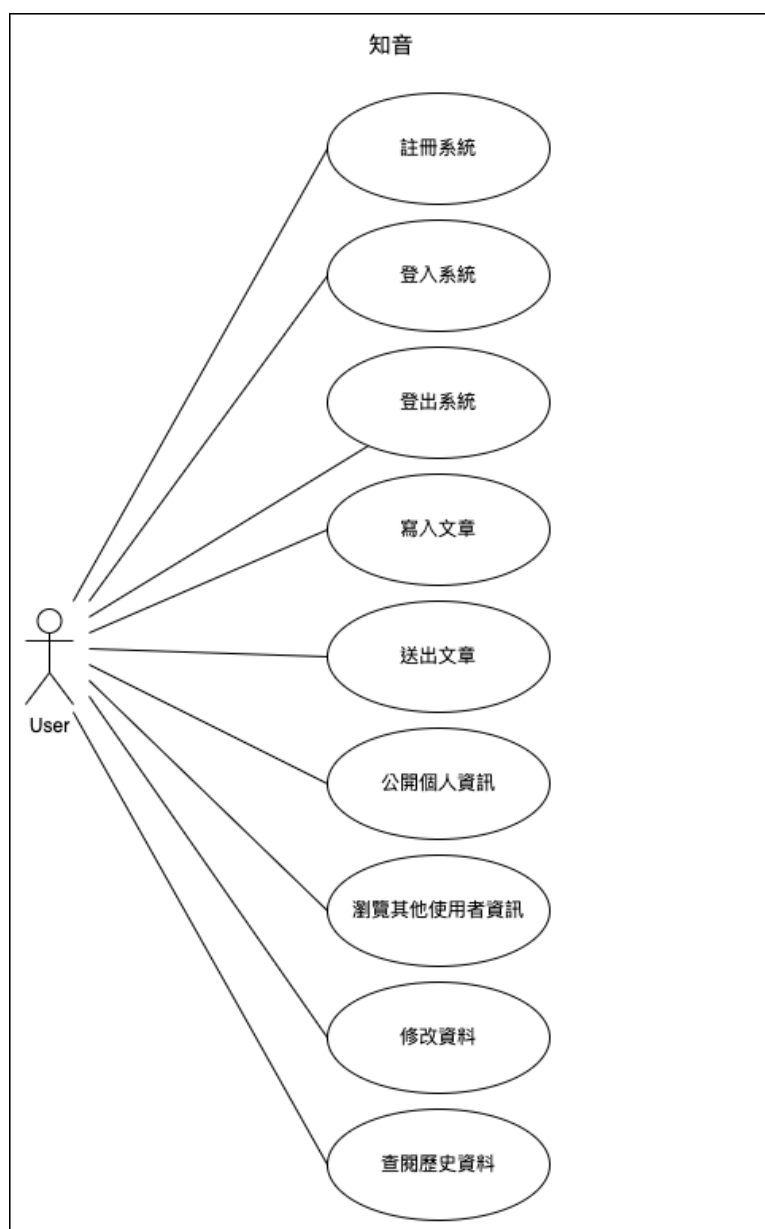 知音
註冊系統
登入系統
登出系統
寫入文章
送出文章
User
公開個人資訊
瀏覽其他使用者資訊
修改資料
查閱歷史資料